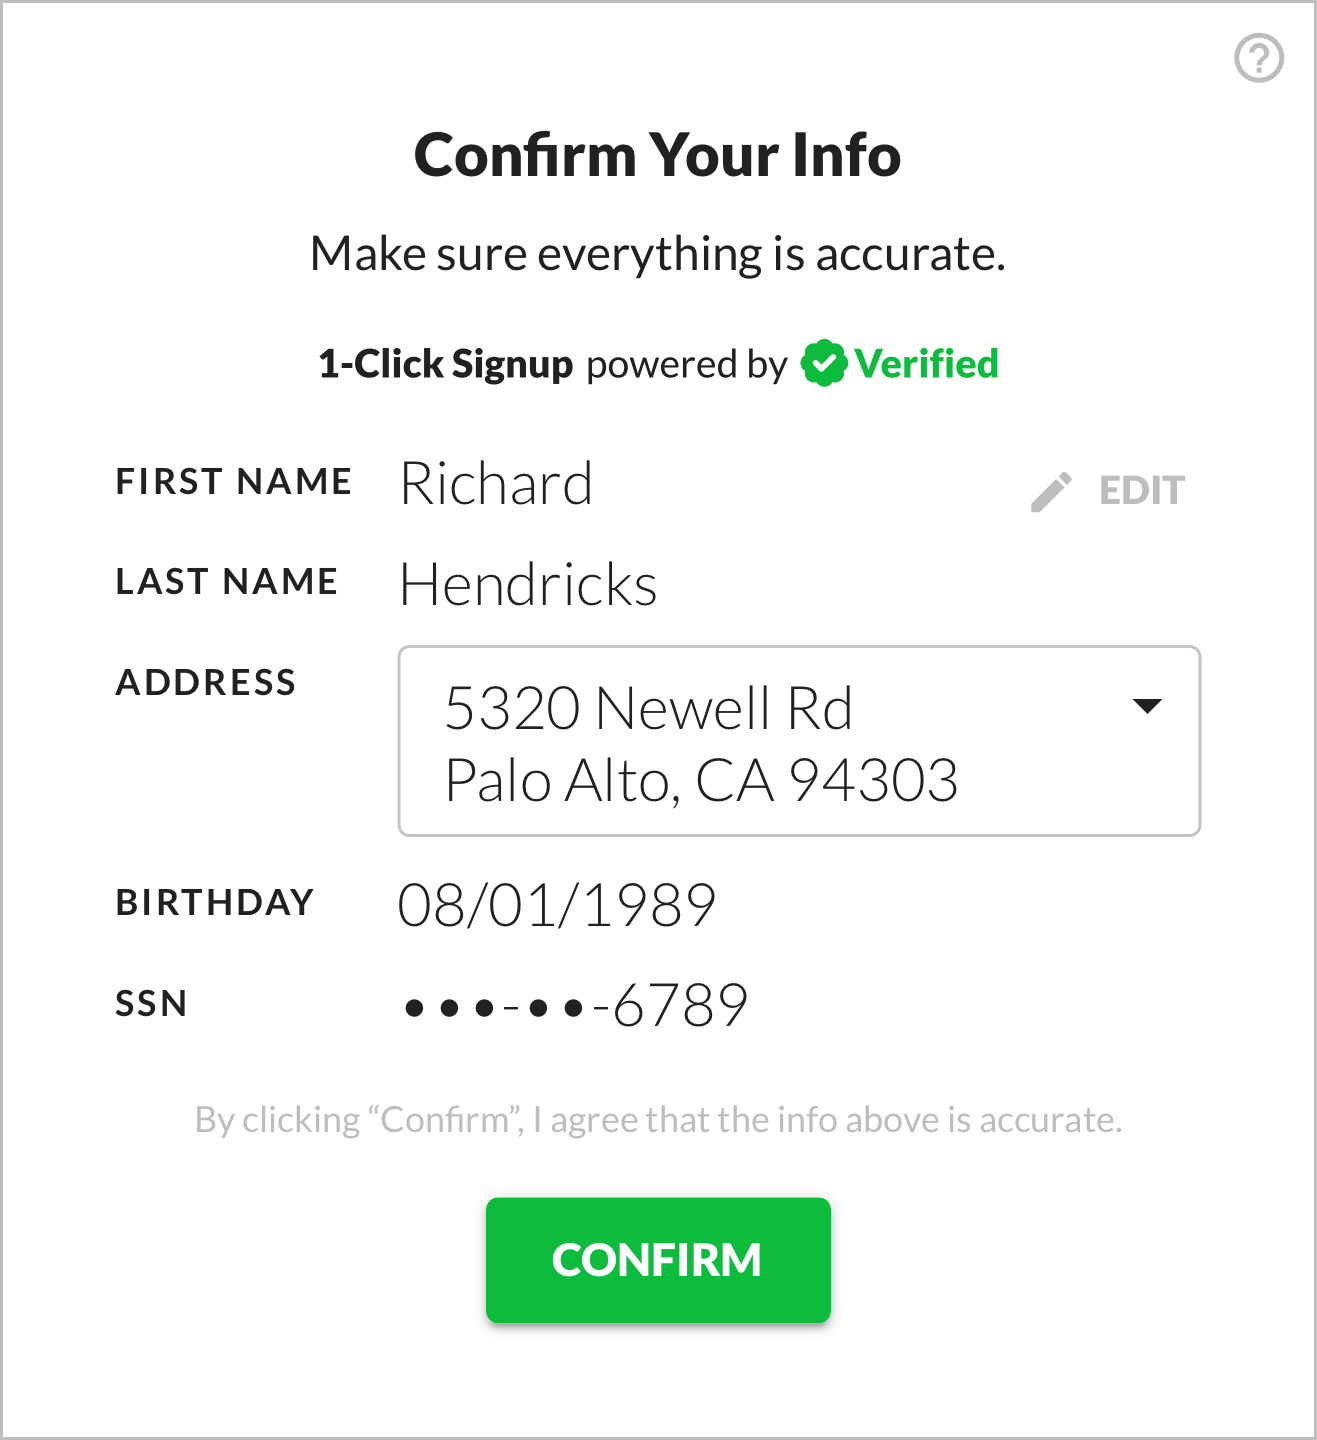 ?
Confirm Your Info
Make sure everything is accurate.
1-Click Signup powered by Verified
FIRST NAME Richard EDIT
LAST NAME Hendricks
ADDRESS 5320 Newell Rd
Palo Alto, CA 94303
BIRTHDAY 08/01/1989
SSN •••-••-6789
By clicking “Confirm”, I agree that the info above is accurate.
CONFIRM